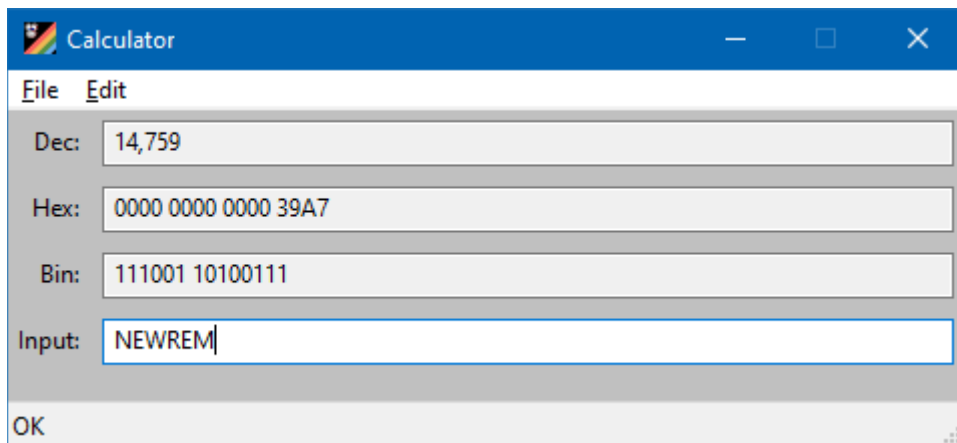 Calculator
File Edit
Dec: 14,759
Hex: 0000 0000 0000 39A7
Bin: 111001 10100111
Input: NEWREM
OK